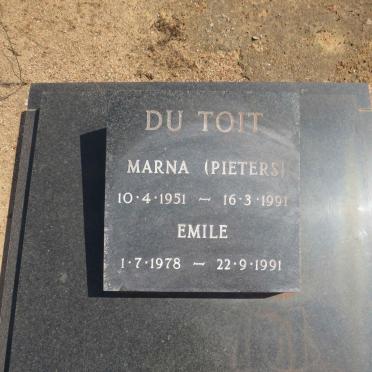 DU TOIT
MARNA (PIETERS)
10·4·1951 — 16·3·1991
EMILE
1·7·1978 — 22·9·1991